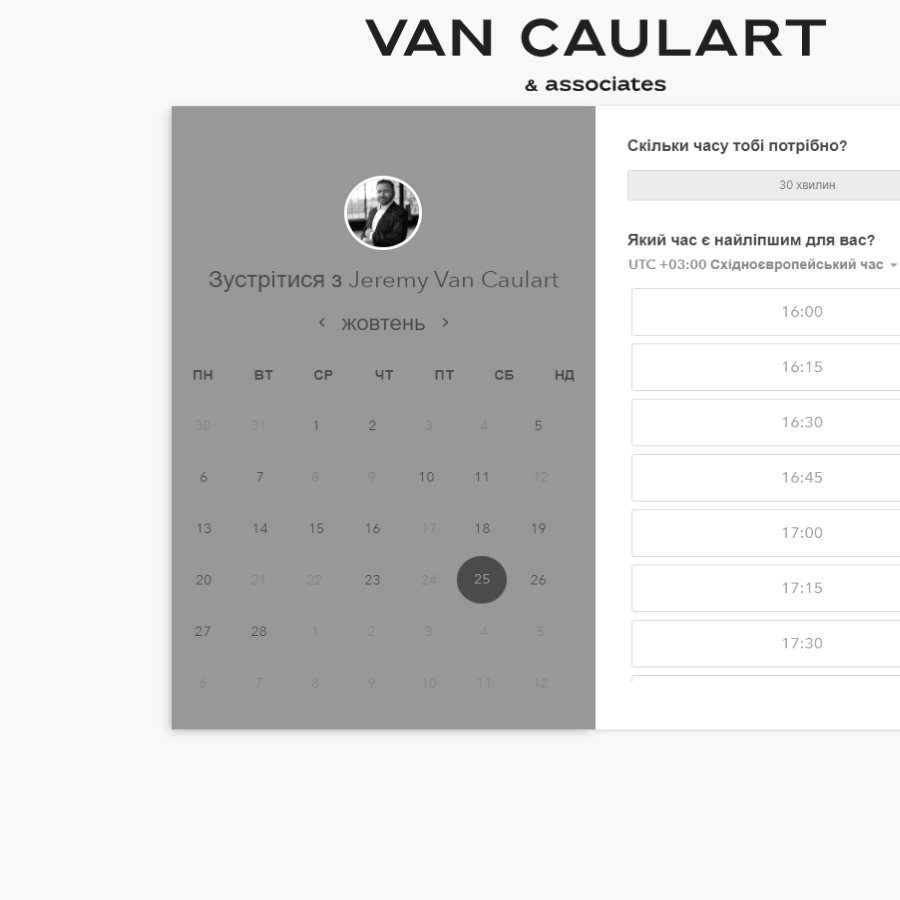 VAN CAULART
& associates
Зустрітися з Jeremy Van Caulart
‹ жовтень ›
ПН ВТ СР ЧТ ПТ СБ НД
30 31 1 2 3 4 5
6 7 8 9 10 11 12
13 14 15 16 17 18 19
20 21 22 23 24 25 26
27 28 1 2 3 4 5
6 7 8 9 10 11 12
Скільки часу тобі потрібно?
30 хвилин
Який час є найліпшим для вас?
UTC +03:00 Східноєвропейський час
16:00
16:15
16:30
16:45
17:00
17:15
17:30